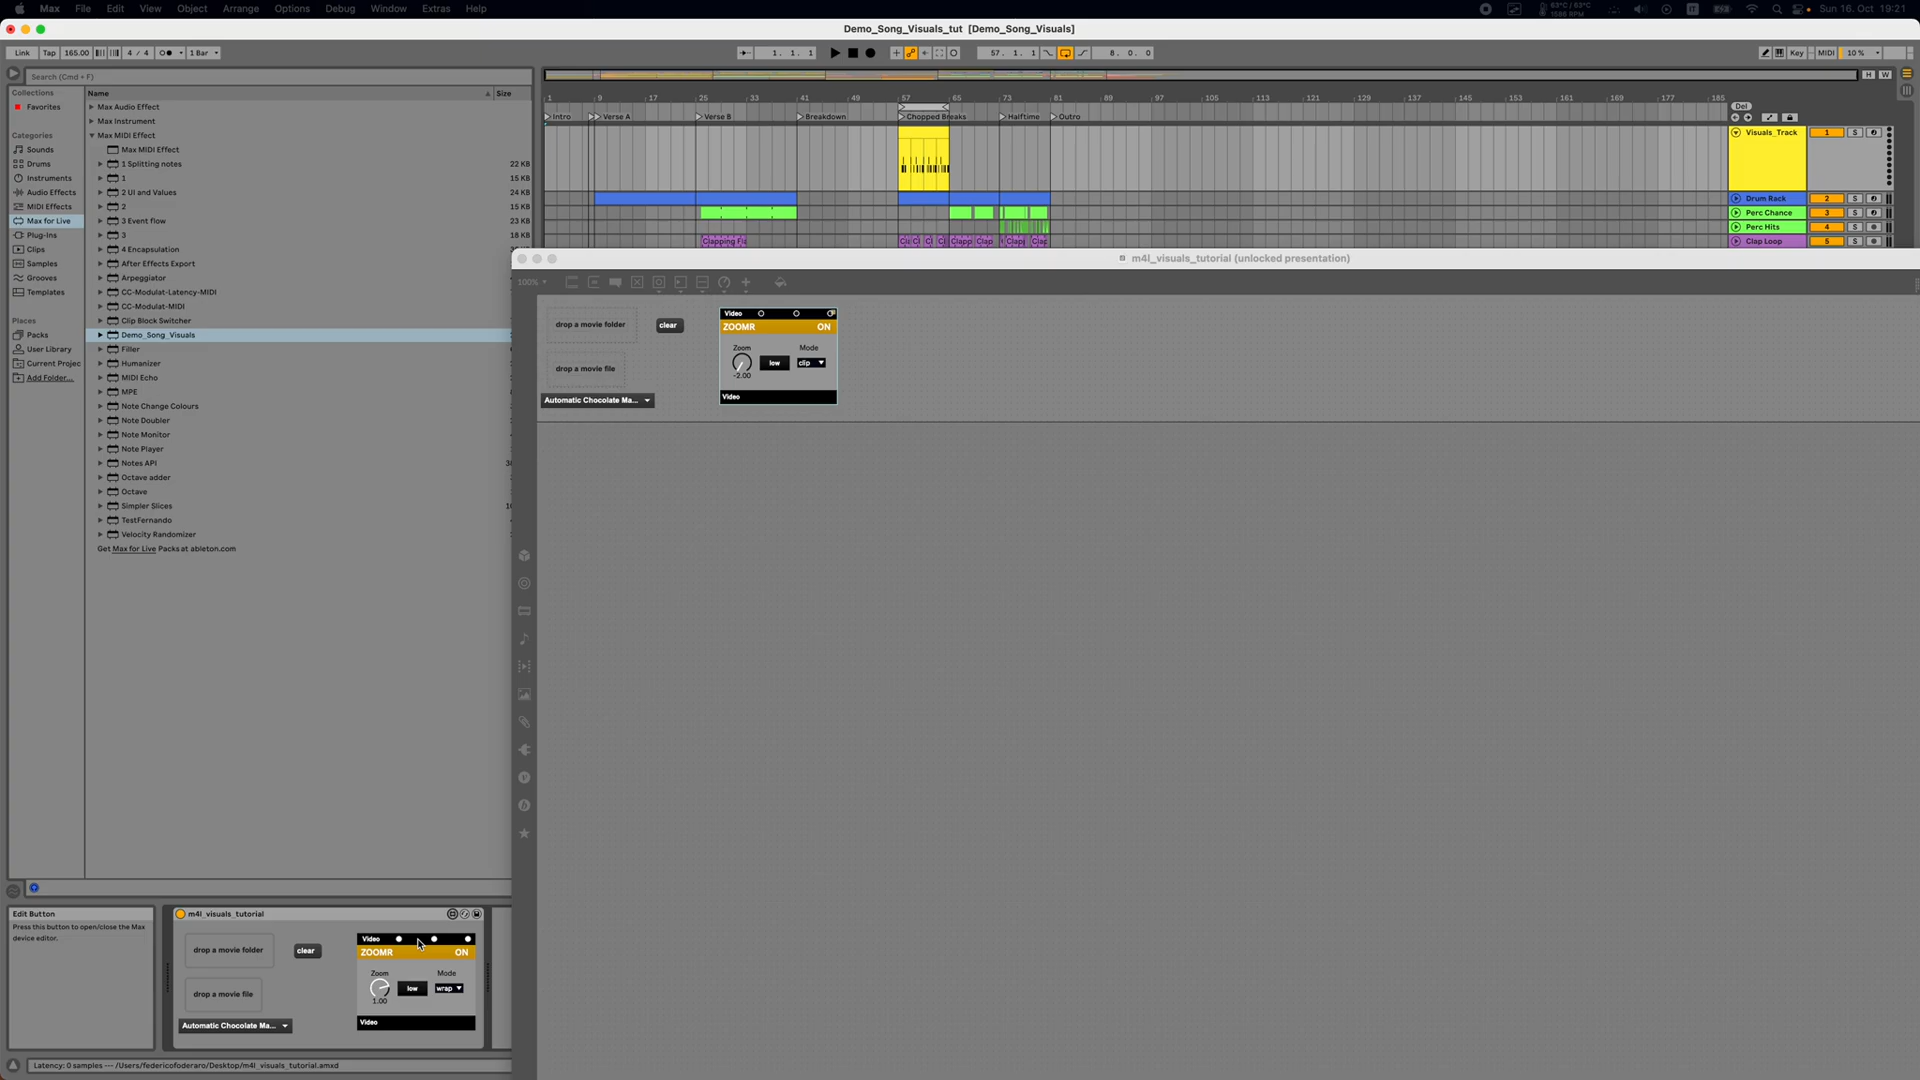 Max File Edit View Object Arrange Options Debug Window Extras Help
63°C / 63°C
1586 RPM
Sun 16. Oct 19:21
Demo_Song_Visuals_tut [Demo_Song_Visuals]
Link Tap 165.00 4 / 4 1 Bar 1. 1. 1 57. 1. 1 8. 0. 0 Key MIDI 10 %
Search (Cmd + F)
H W
Collections
Favorites
Categories
Sounds
Drums
Instruments
Audio Effects
MIDI Effects
Max for Live
Plug-Ins
Clips
Samples
Grooves
Templates
Places
Packs
User Library
Current Projec
Add Folder...
Name Size
Max Audio Effect
Max Instrument
Max MIDI Effect
Max MIDI Effect
1 Splitting notes 22 KB
1 15 KB
2 UI and Values 24 KB
2 15 KB
3 Event flow 23 KB
3 18 KB
4 Encapsulation
After Effects Export
Arpeggiator
CC-Modulat-Latency-MIDI
CC-Modulat-MIDI
Clip Block Switcher
Demo_Song_Visuals
Filler
Humanizer
MIDI Echo
MPE
Note Change Colours
Note Doubler
Note Monitor
Note Player
Notes API
Octave adder
Octave
Simpler Slices
TestFernando
Velocity Randomizer
Get Max for Live Packs at ableton.com
1 9 17 25 33 41 49 57 65 73 81 89 97 105 113 121 129 137 145 153 161 169 177 185
Intro Verse A Verse B Breakdown Chopped Breaks Halftime Outro
Del
Visuals_Track 1 S
Drum Rack 2 S
Perc Chance 3 S
Perc Hits 4 S
Clap Loop 5 S
Clapping Fla
Clapp Clap Clap Clap
m4l_visuals_tutorial (unlocked presentation)
100%
drop a movie folder
clear
drop a movie file
Automatic Chocolate Ma...
Video
ZOOMR ON
Zoom Mode
low clip
-2.00
Video
Edit Button
Press this button to open/close the Max
device editor.
m4l_visuals_tutorial
drop a movie folder
clear
drop a movie file
Automatic Chocolate Ma...
Video
ZOOMR ON
Zoom Mode
low wrap
1.00
Video
Latency: 0 samples --- /Users/federicofoderaro/Desktop/m4l_visuals_tutorial.amxd